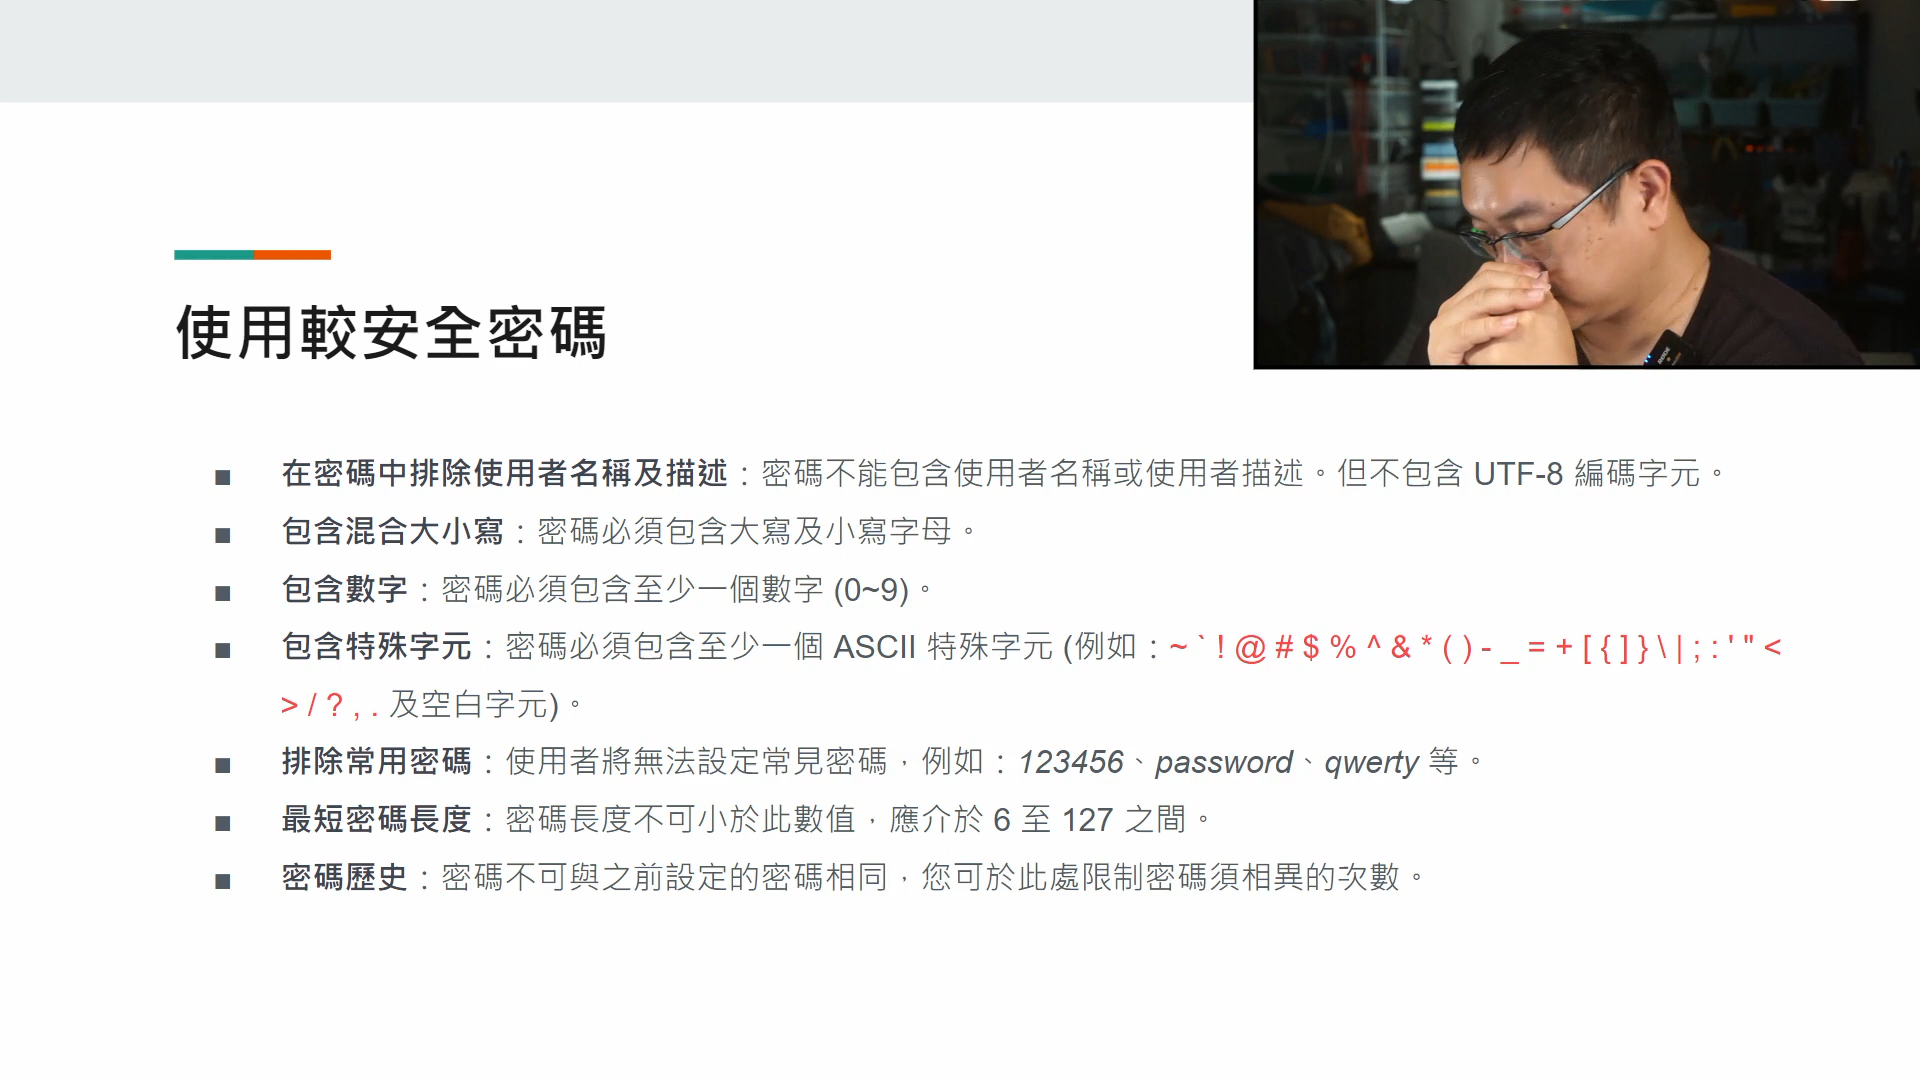 使用較安全密碼
■ 在密碼中排除使用者名稱及描述：密碼不能包含使用者名稱或使用者描述。但不包含 UTF-8 編碼字元。
■ 包含混合大小寫：密碼必須包含大寫及小寫字母。
■ 包含數字：密碼必須包含至少一個數字 (0~9)。
■ 包含特殊字元：密碼必須包含至少一個 ASCII 特殊字元 (例如：~ ` ! @ # $ % ^ & * ( ) - _ = + [ { ] } \ | ; : ' " <
> / ? , . 及空白字元)。
■ 排除常用密碼：使用者將無法設定常見密碼，例如：123456、password、qwerty 等。
■ 最短密碼長度：密碼長度不可小於此數值，應介於 6 至 127 之間。
■ 密碼歷史：密碼不可與之前設定的密碼相同，您可於此處限制密碼須相異的次數。